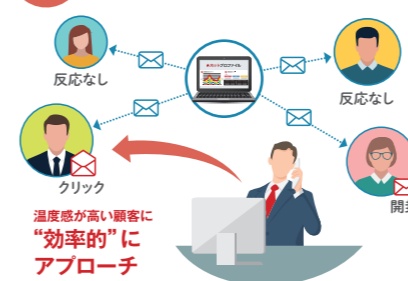 反応なし
反応なし
クリック
開封
温度感が高い顧客に
“効率的”に
アプローチ